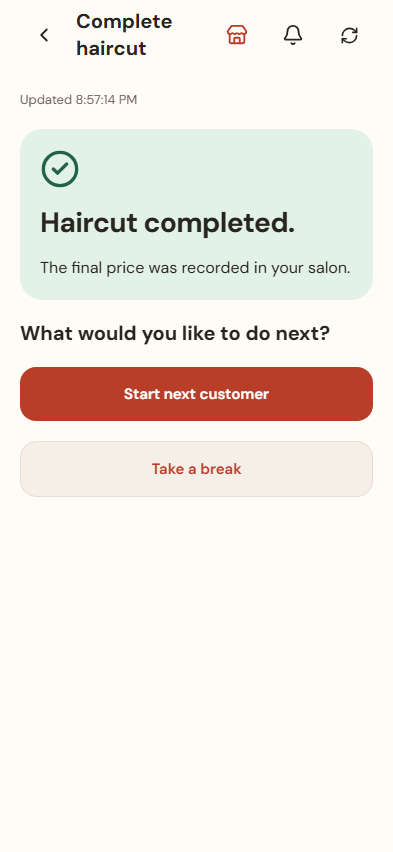 Complete
haircut
Updated 8:57:14 PM
Haircut completed.
The final price was recorded in your salon.
What would you like to do next?
Start next customer
Take a break